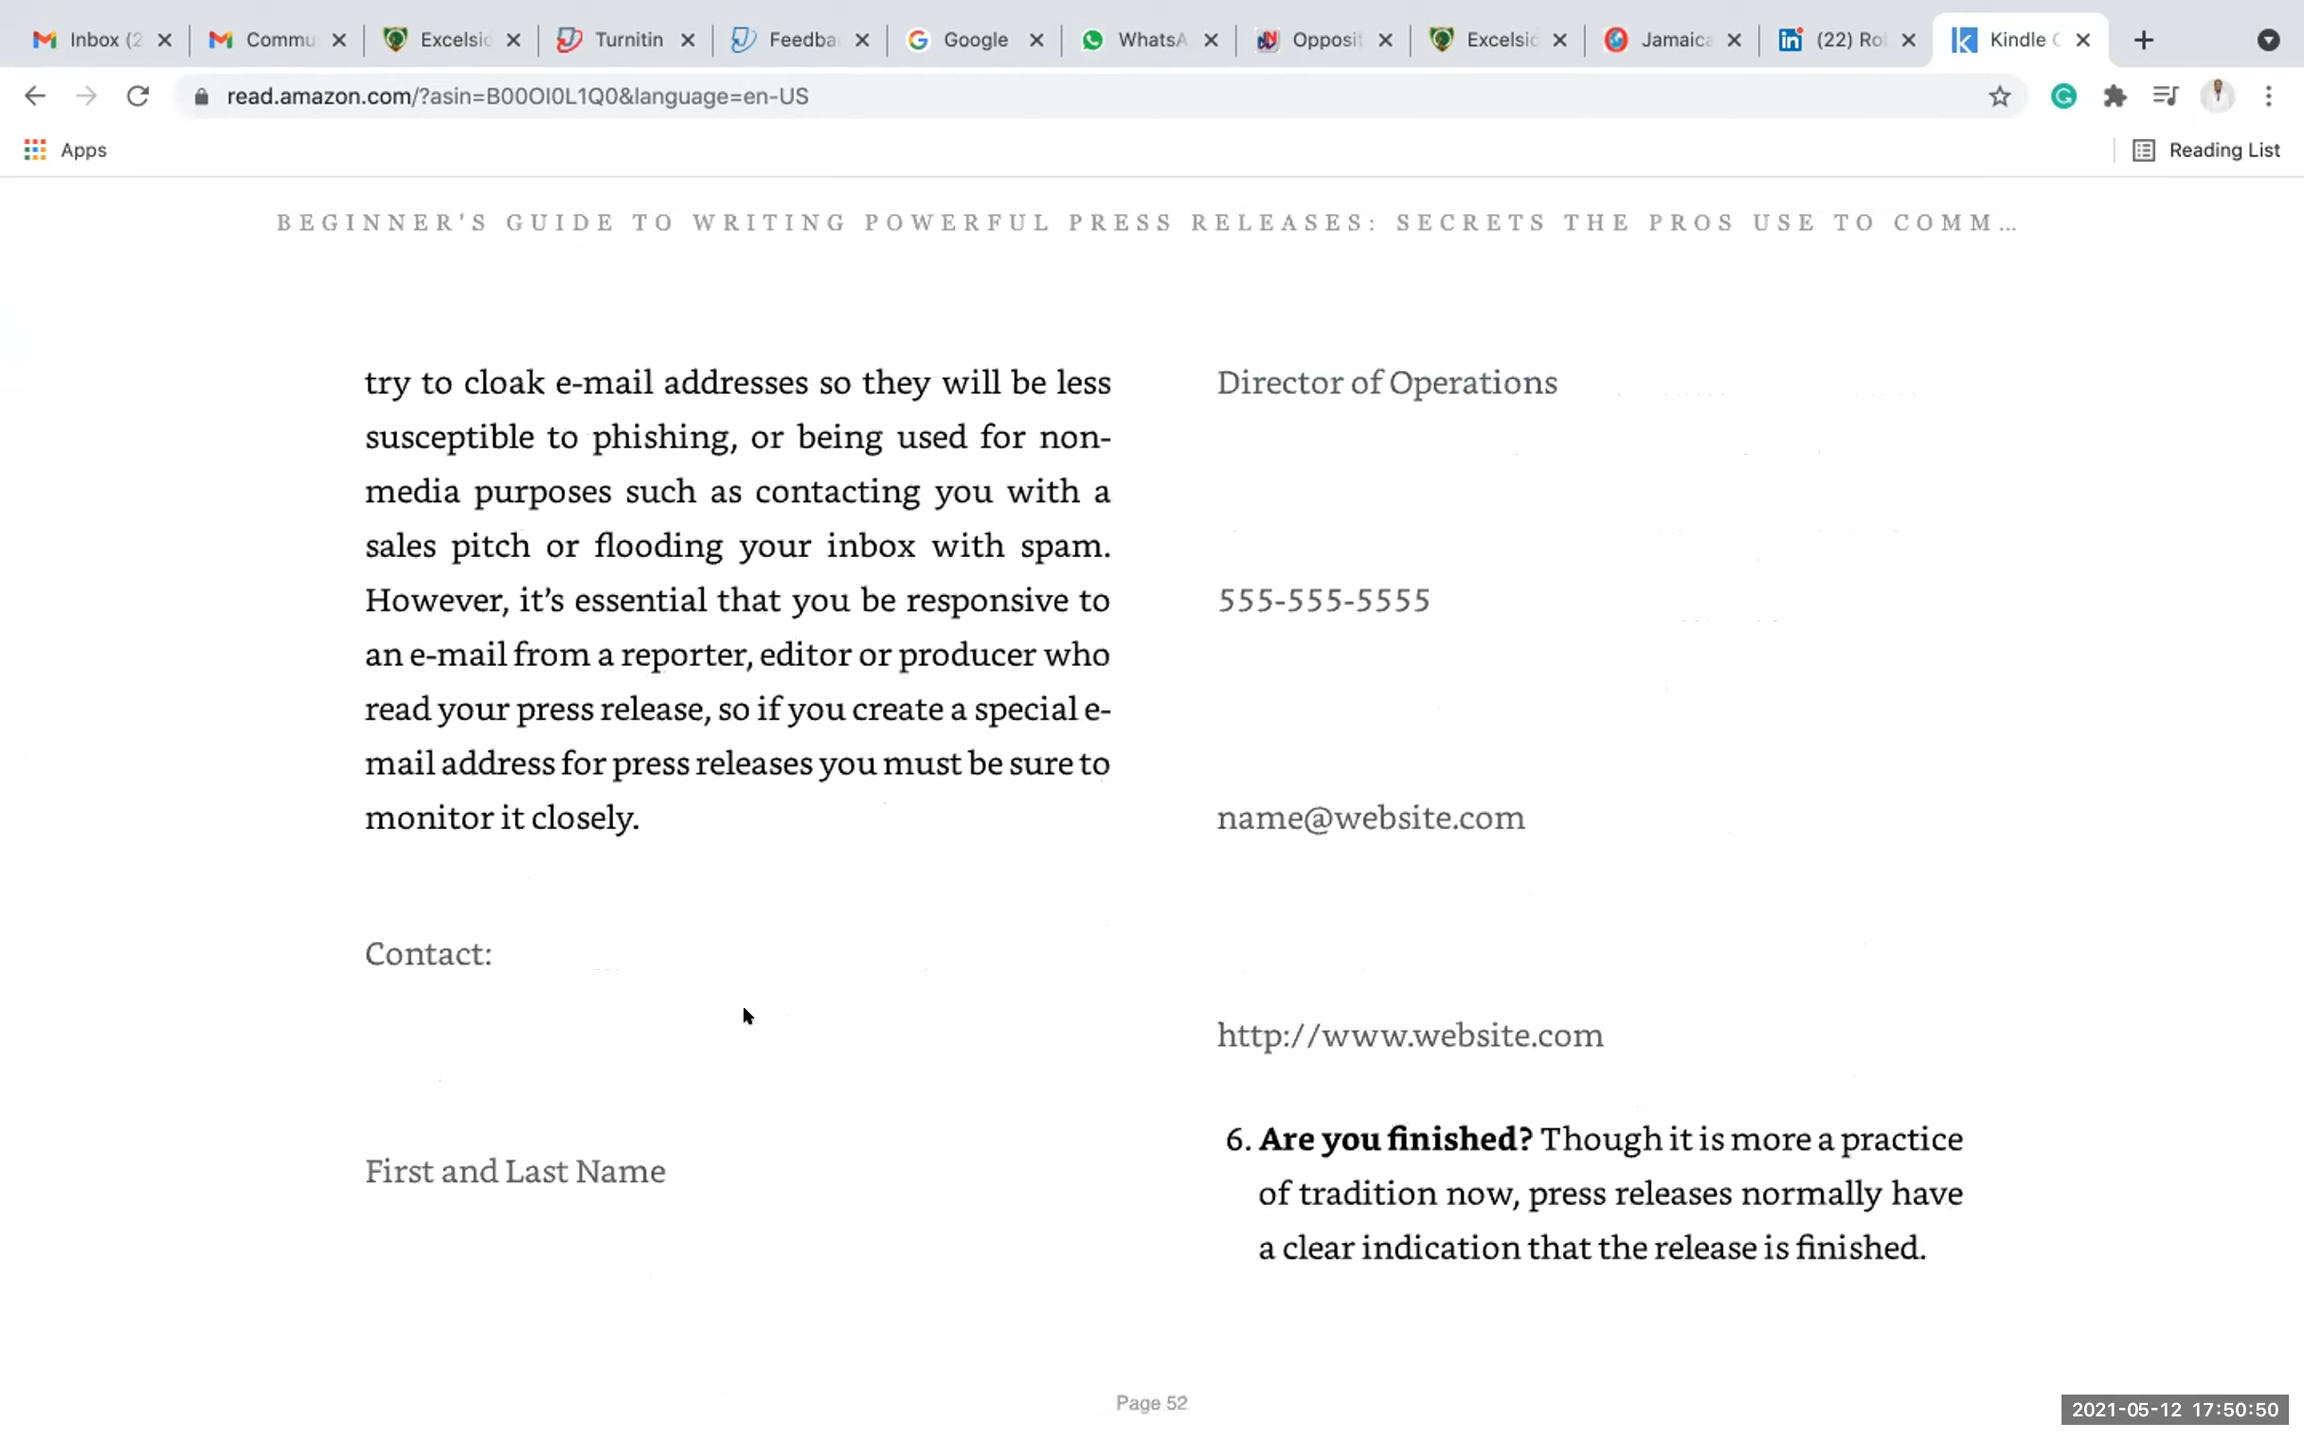 Inbox (2
Commu
Excelsio
Turnitin
Feedba
Google
WhatsA
Opposit
Excelsio
Jamaica
(22) Rol
Kindle C
read.amazon.com/?asin=B00OI0L1Q0&language=en-US
Apps
Reading List
BEGINNER'S GUIDE TO WRITING POWERFUL PRESS RELEASES: SECRETS THE PROS USE TO COMM...
try to cloak e-mail addresses so they will be less
susceptible to phishing, or being used for non-
media purposes such as contacting you with a
sales pitch or flooding your inbox with spam.
However, it’s essential that you be responsive to
an e-mail from a reporter, editor or producer who
read your press release, so if you create a special e-
mail address for press releases you must be sure to
monitor it closely.
Contact:
First and Last Name
Director of Operations
555-555-5555
name@website.com
http://www.website.com
6. Are you finished? Though it is more a practice
of tradition now, press releases normally have
a clear indication that the release is finished.
Page 52
2021-05-12 17:50:50